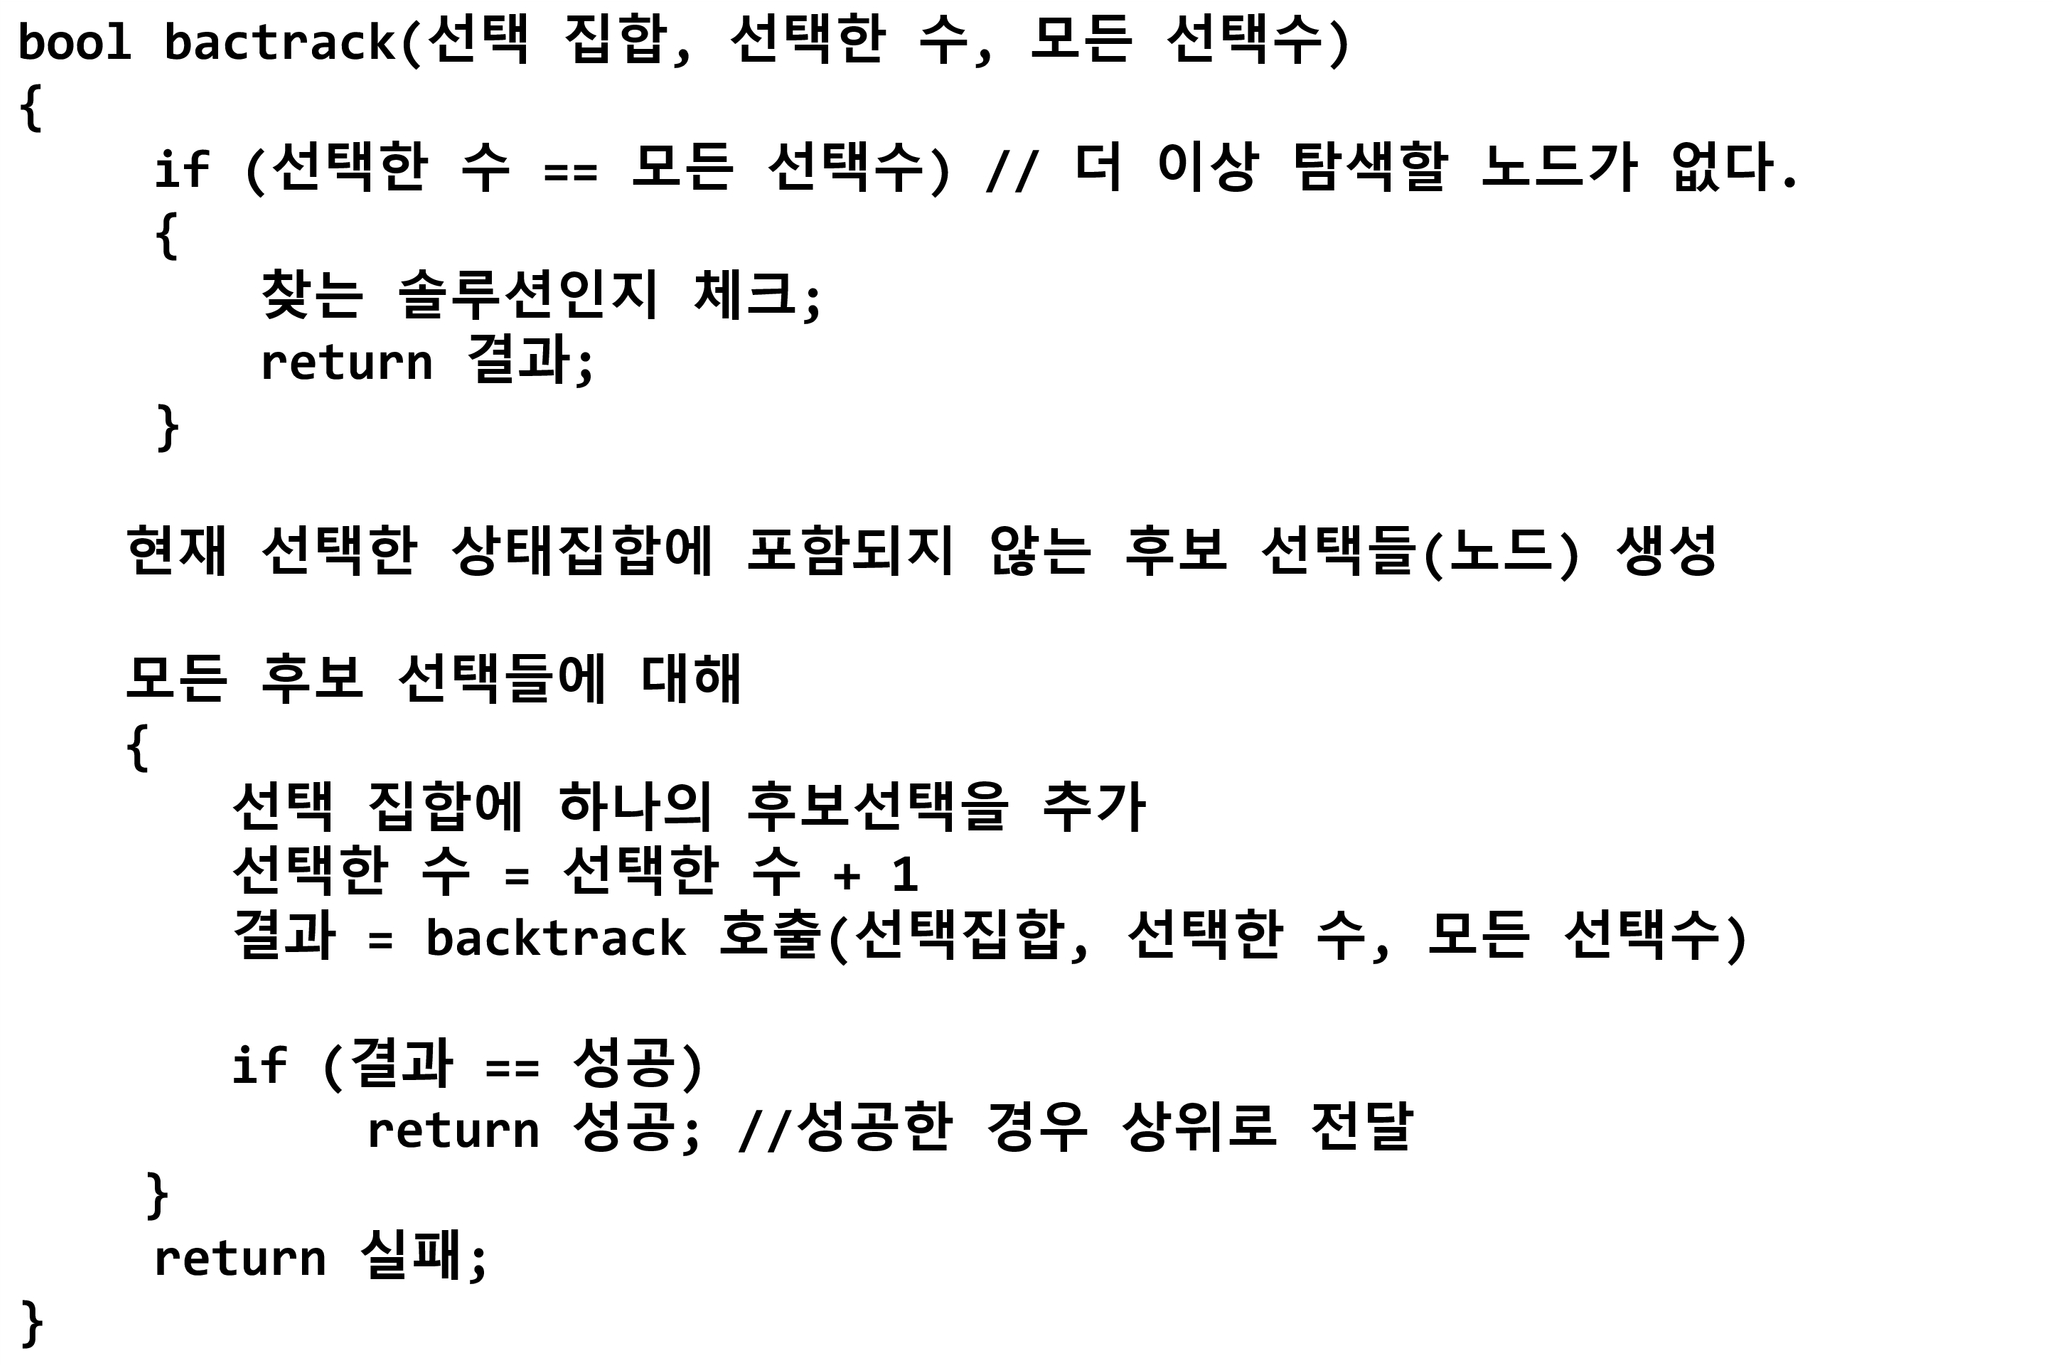 bool bactrack(선택 집합, 선택한 수, 모든 선택수)
{
if (선택한 수 == 모든 선택수) // 더 이상 탐색할 노드가 없다.
{
찾는 솔루션인지 체크;
return 결과;
}
현재 선택한 상태집합에 포함되지 않는 후보 선택들(노드) 생성
모든 후보 선택들에 대해
{
선택 집합에 하나의 후보선택을 추가
선택한 수 = 선택한 수 + 1
결과 = backtrack 호출(선택집합, 선택한 수, 모든 선택수)
if (결과 == 성공)
return 성공; //성공한 경우 상위로 전달
}
return 실패;
}